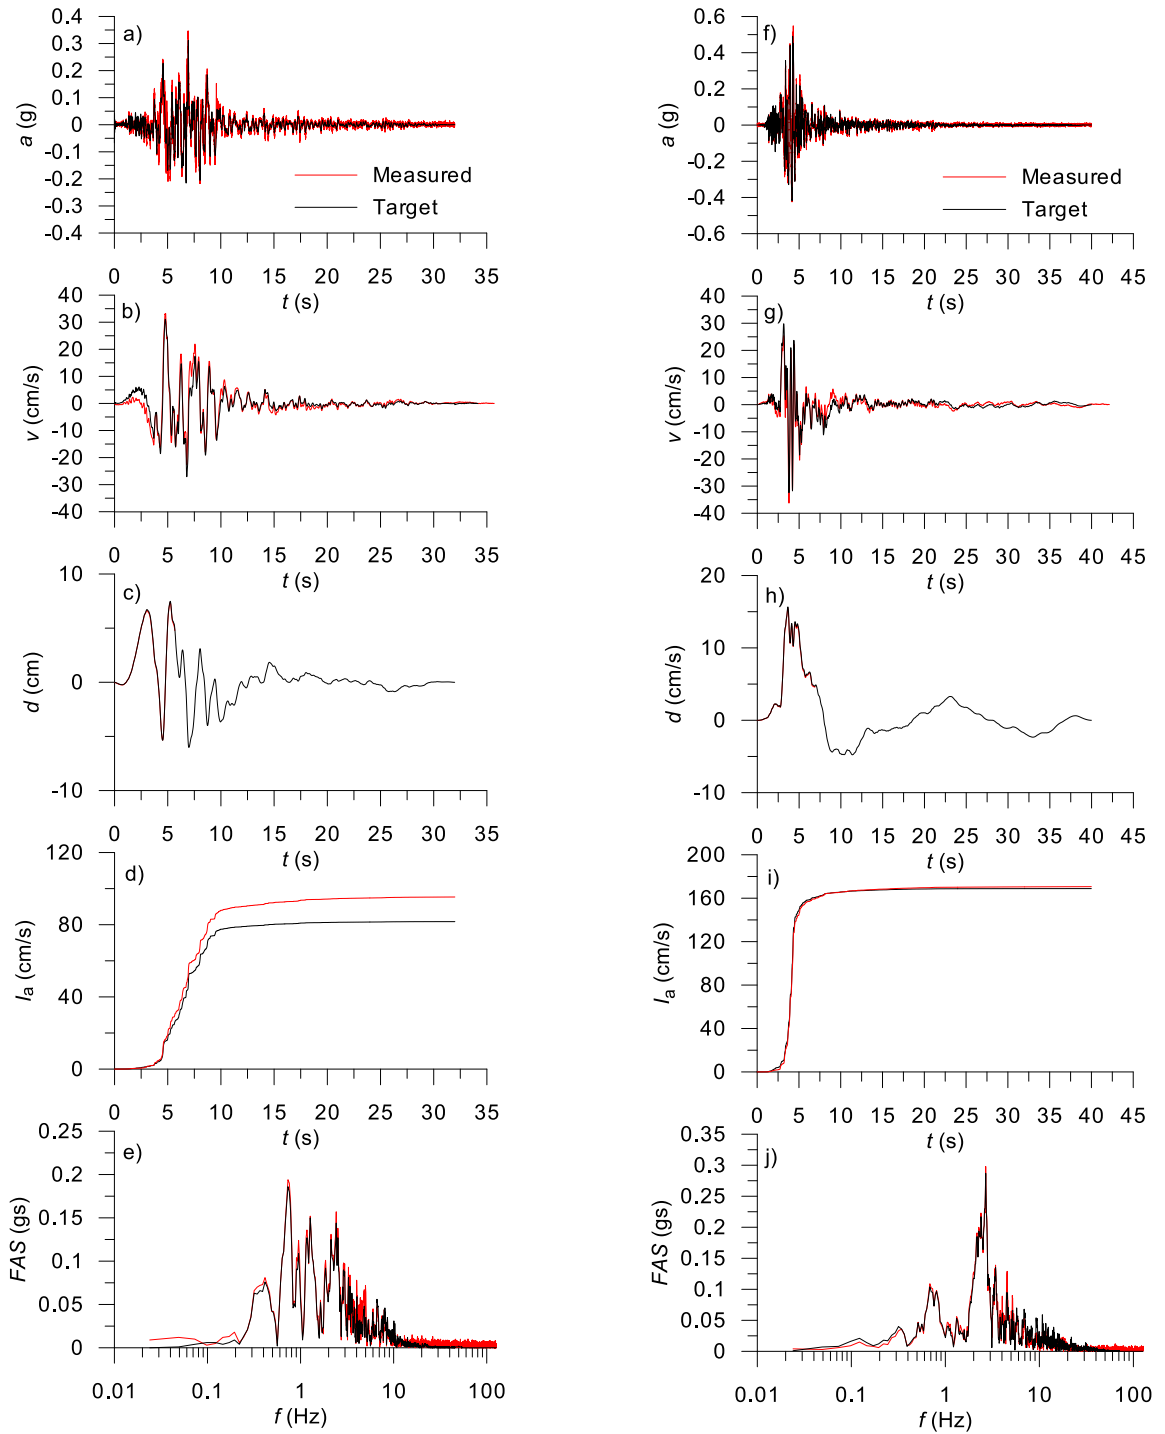 a)
0.4
0.3
0.2
0.1
0
-0.1
-0.2
-0.3
-0.4
a (g)
Measured
Target
0 5 10 15 20 25 30 35
t (s)
b)
40
30
20
10
0
-10
-20
-30
-40
v (cm/s)
0 5 10 15 20 25 30 35
t (s)
c)
10
0
-10
d (cm)
0 5 10 15 20 25 30 35
t (s)
d)
120
80
40
0
Ia (cm/s)
0 5 10 15 20 25 30 35
t (s)
e)
0.25
0.2
0.15
0.1
0.05
0
FAS (gs)
0.01 0.1 1 10 100
f (Hz)
f)
0.6
0.4
0.2
0
-0.2
-0.4
-0.6
a (g)
Measured
Target
0 5 10 15 20 25 30 35 40 45
t (s)
g)
40
30
20
10
0
-10
-20
-30
-40
v (cm/s)
0 5 10 15 20 25 30 35 40 45
t (s)
h)
20
10
0
-10
d (cm/s)
0 5 10 15 20 25 30 35 40 45
t (s)
i)
200
160
120
80
40
0
Ia (cm/s)
0 5 10 15 20 25 30 35 40 45
t (s)
j)
0.35
0.3
0.25
0.2
0.15
0.1
0.05
0
FAS (gs)
0.01 0.1 1 10 100
f (Hz)